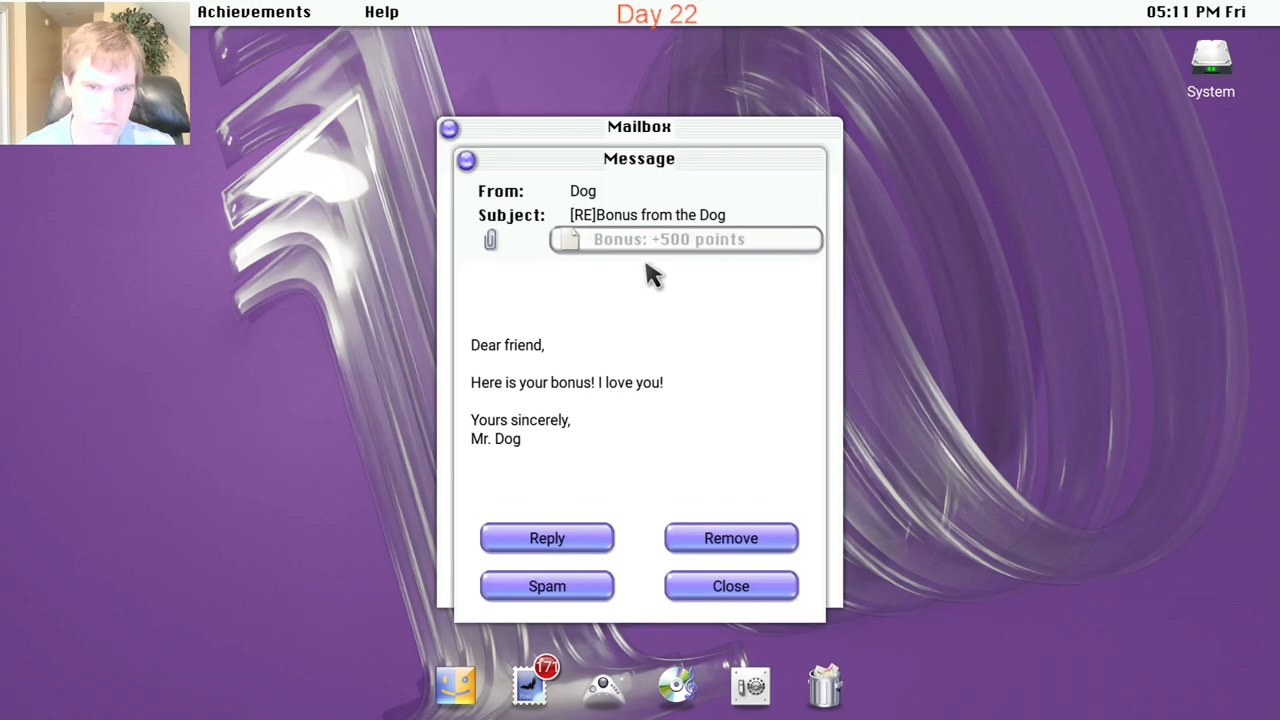 Achievements Help Day 22 05:11 PM Fri
System
Mailbox
Message
From: Dog
Subject: [RE]Bonus from the Dog
Bonus: +500 points
Dear friend,
Here is your bonus! I love you!
Yours sincerely,
Mr. Dog
Reply Remove
Spam Close
171